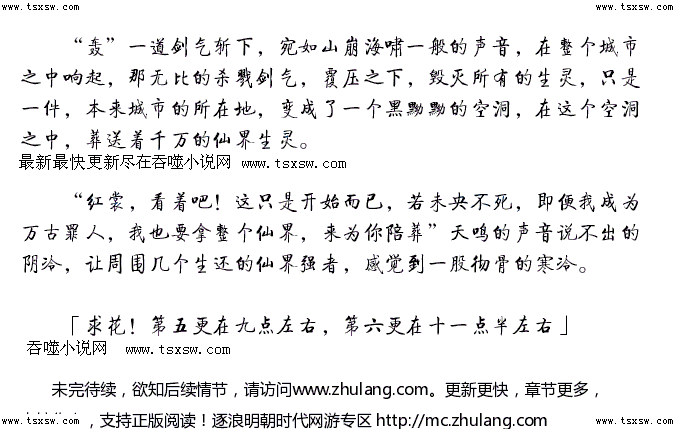 www.tsxsw.com www.tsxsw.com www.tsxsw.com
“轰”一道剑气斩下，宛如山崩海啸一般的声音，在整个城市
之中响起，那无比的杀戮剑气，覆压之下，毁灭所有的生灵，只是
一件，本来城市的所在地，变成了一个黑黝黝的空洞，在这个空洞
之中，葬送着千万的仙界生灵。
最新最快更新尽在吞噬小说网 www.tsxsw.com
“红裳，看着吧！这只是开始而已，若未央不死，即便我成为
万古罪人，我也要拿整个仙界，来为你陪葬”天鸣的声音说不出的
阴冷，让周围几个生还的仙界强者，感觉到一股彻骨的寒冷。
「求花！第五更在九点左右，第六更在十一点半左右」
吞噬小说网 www.tsxsw.com
未完待续，欲知后续情节，请访问www.zhulang.com。更新更快，章节更多，
www.tsxsw.com ，支持正版阅读！逐浪明朝时代网游专区 http://mc.zhulang.com www.tsxsw.com